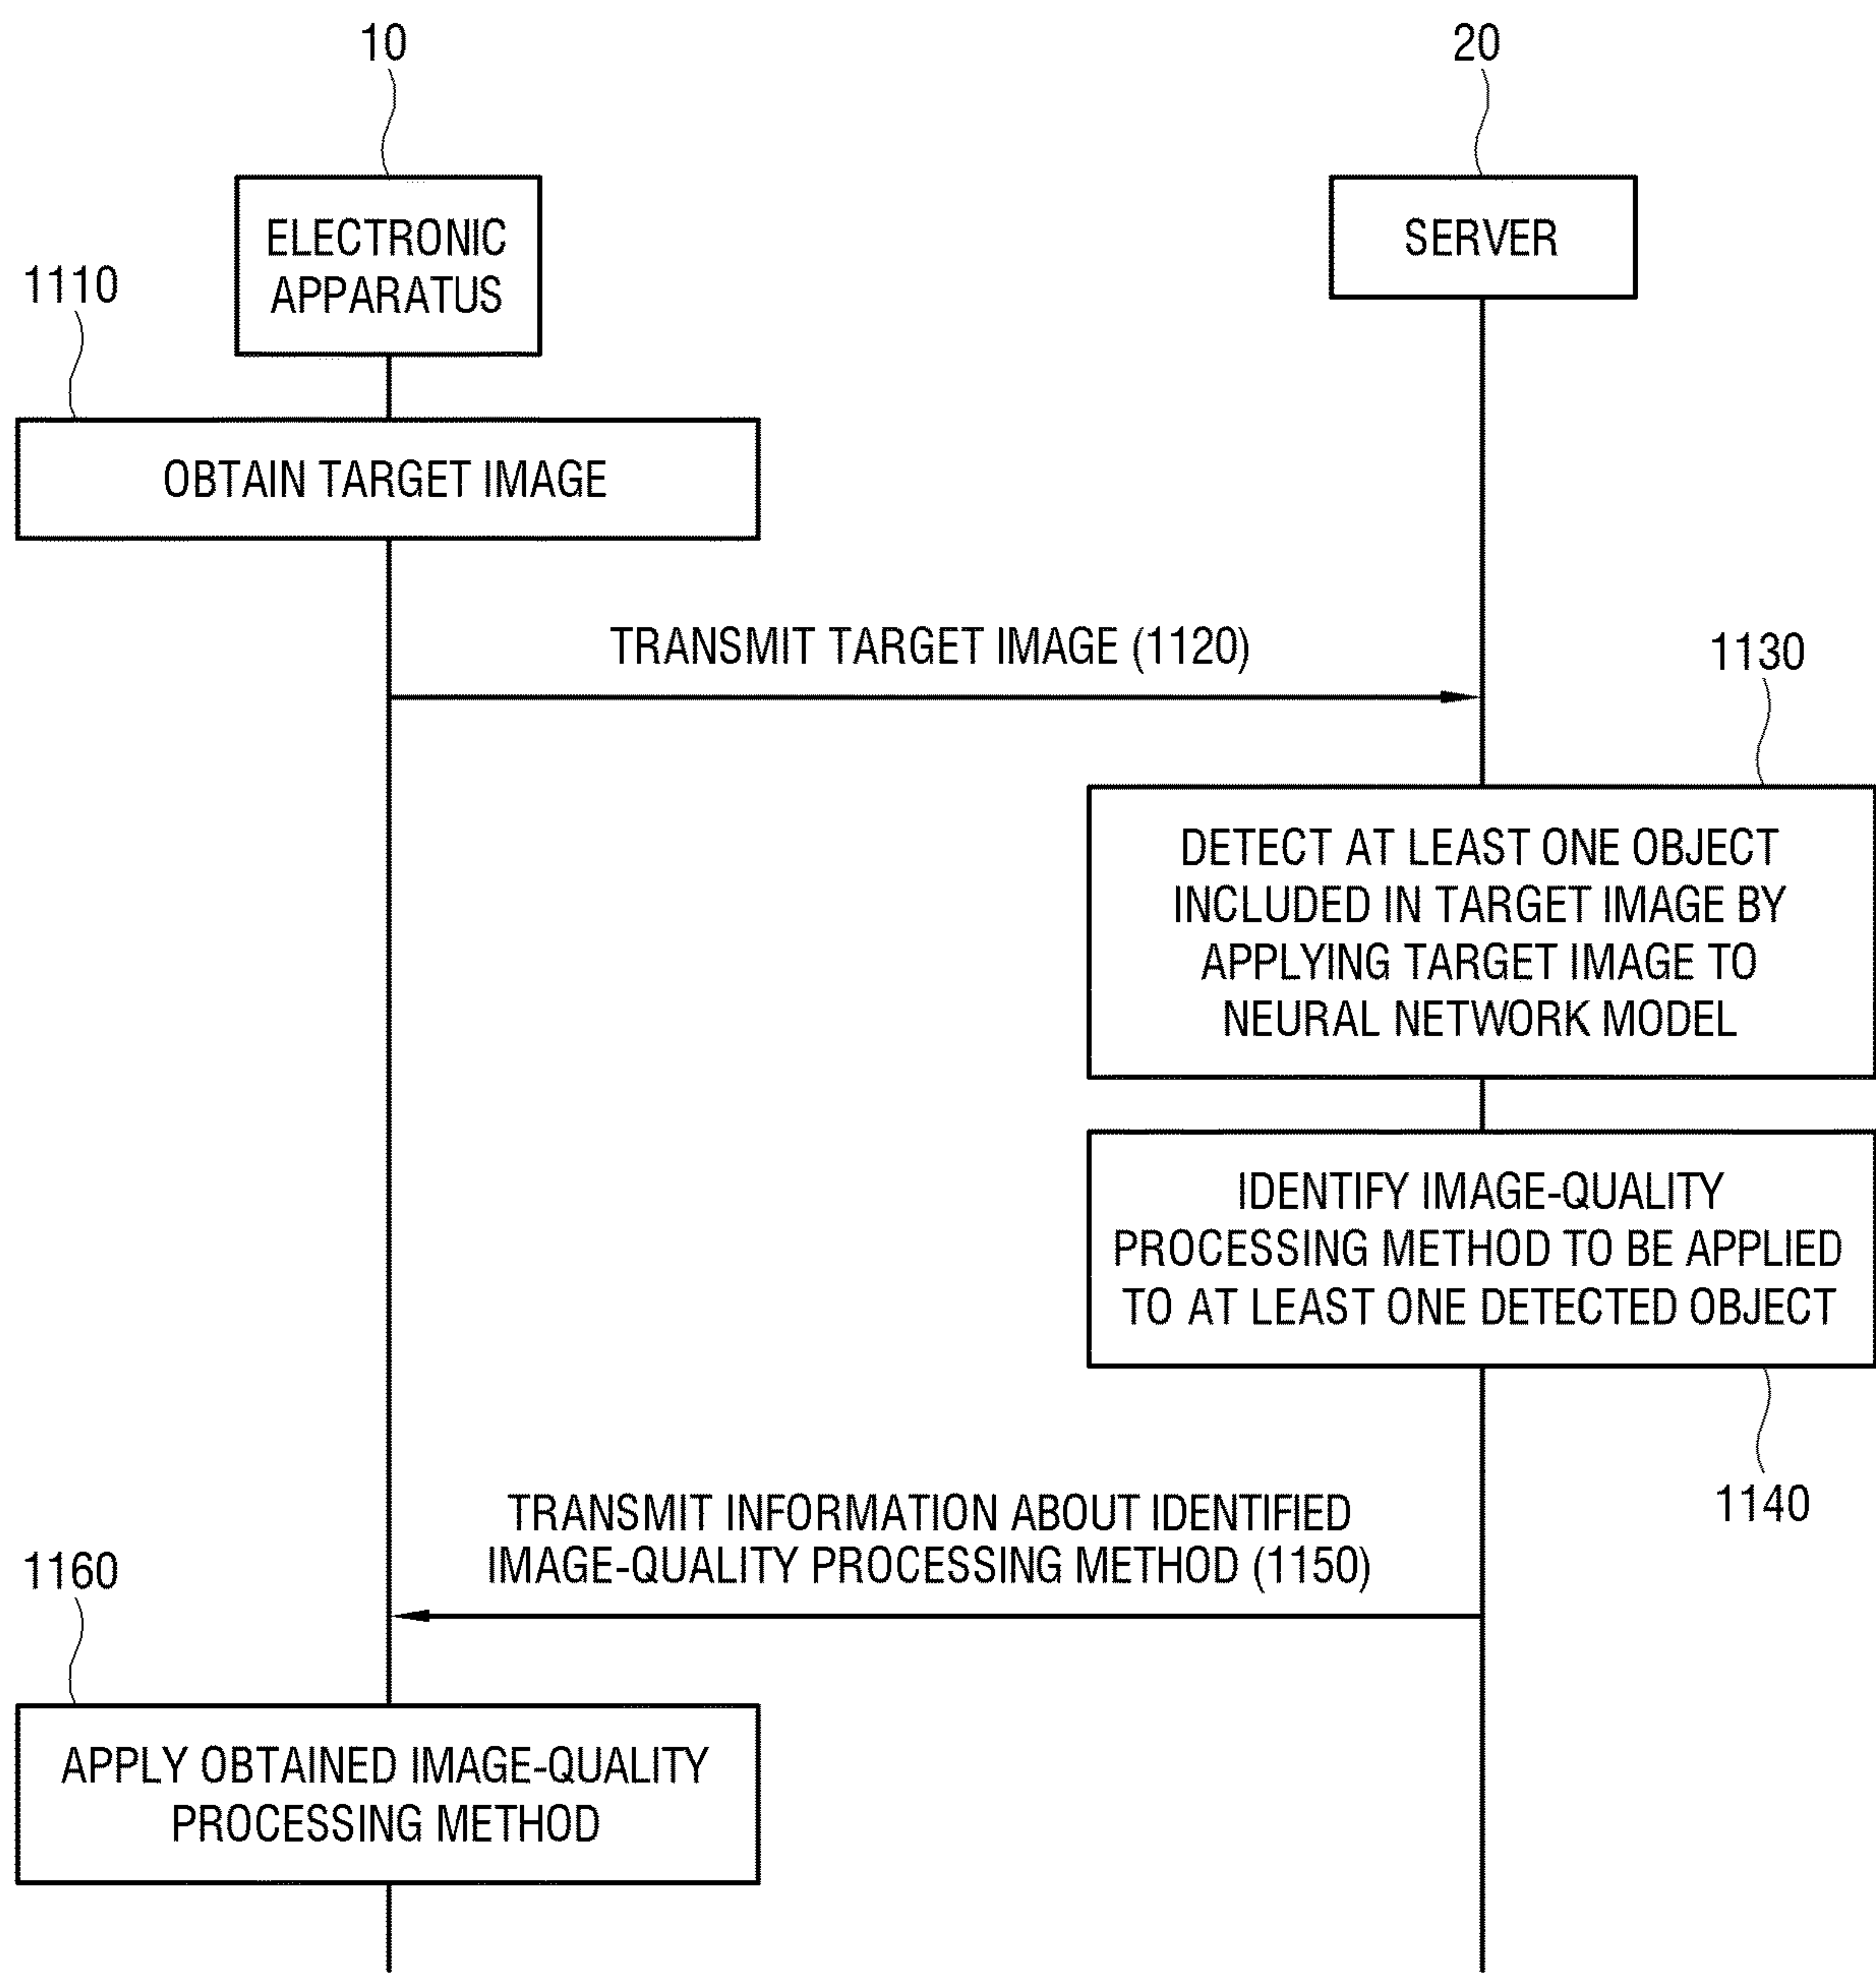 10
20
ELECTRONIC
APPARATUS
SERVER
1110
OBTAIN TARGET IMAGE
TRANSMIT TARGET IMAGE (1120)
1130
DETECT AT LEAST ONE OBJECT
INCLUDED IN TARGET IMAGE BY
APPLYING TARGET IMAGE TO
NEURAL NETWORK MODEL
IDENTIFY IMAGE-QUALITY
PROCESSING METHOD TO BE APPLIED
TO AT LEAST ONE DETECTED OBJECT
1140
TRANSMIT INFORMATION ABOUT IDENTIFIED
IMAGE-QUALITY PROCESSING METHOD (1150)
1160
APPLY OBTAINED IMAGE-QUALITY
PROCESSING METHOD